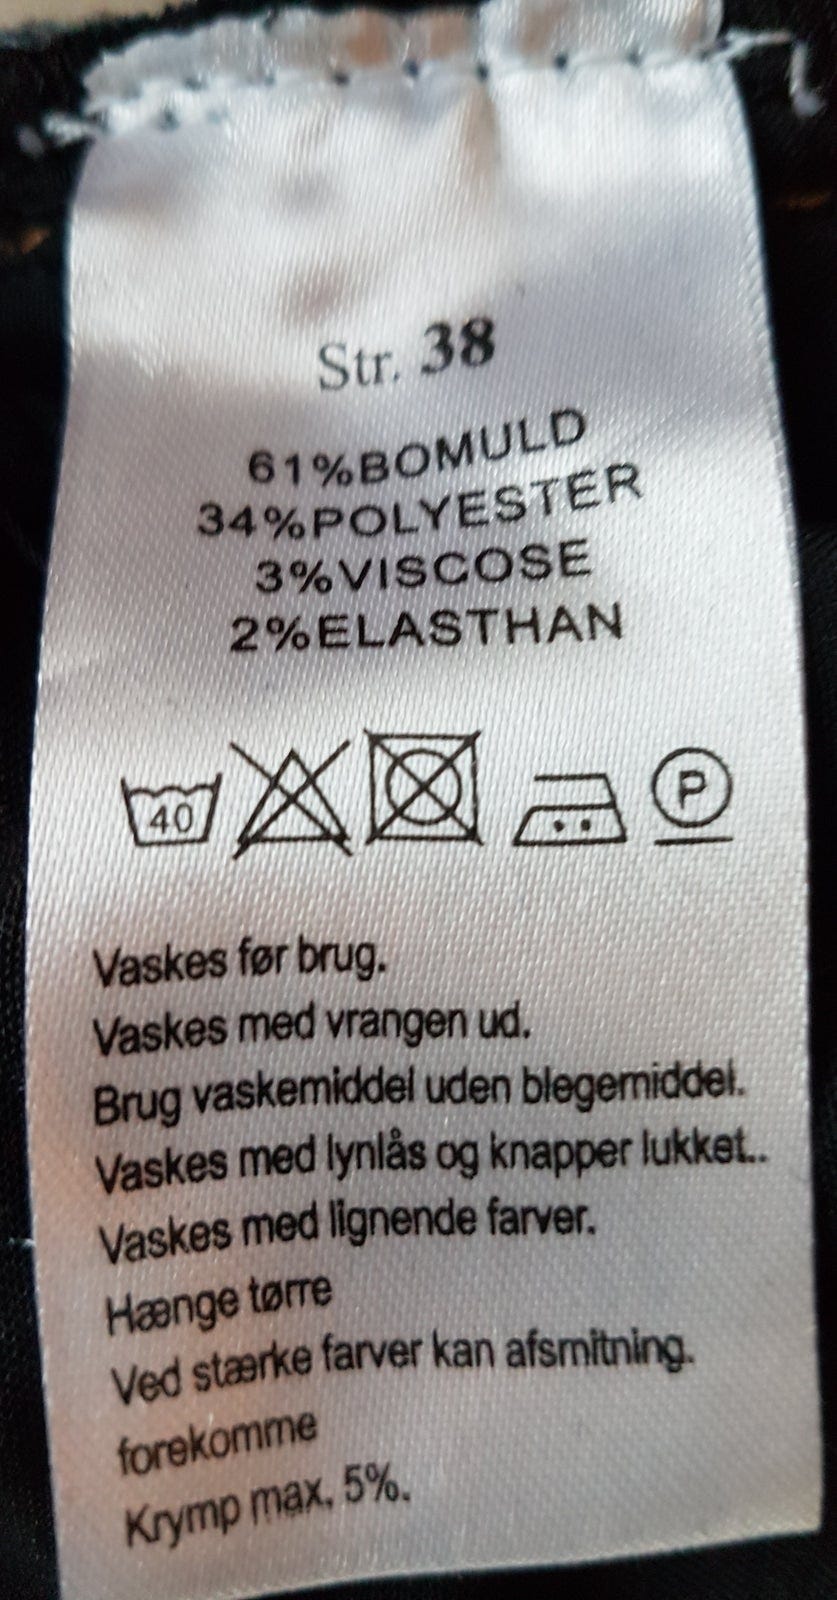 Str. 38
61%BOMULD
34%POLYESTER
3%VISCOSE
2%ELASTHAN
40 P
Vaskes før brug.
Vaskes med vrangen ud.
Brug vaskemiddel uden blegemiddel.
Vaskes med lynlås og knapper lukket..
Vaskes med lignende farver.
Hænge tørre
Ved stærke farver kan afsmitning.
forekomme
Krymp max. 5%.